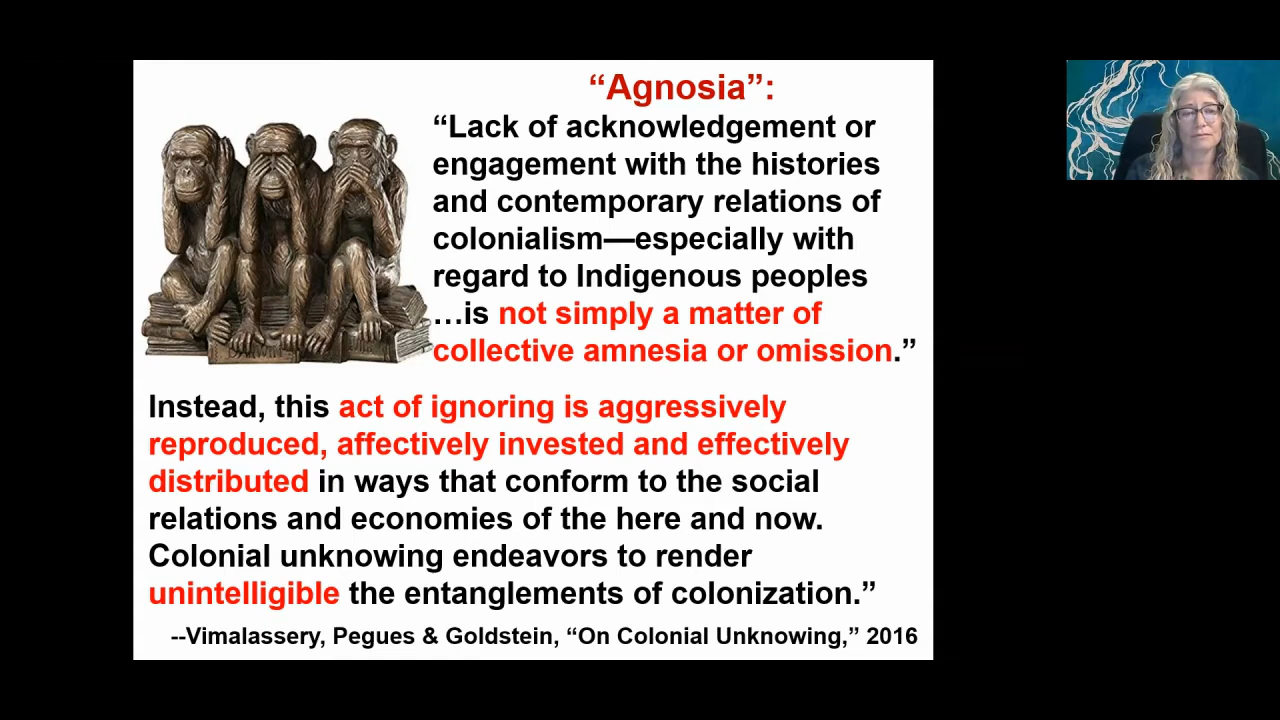 “Agnosia”:
“Lack of acknowledgement or
engagement with the histories
and contemporary relations of
colonialism—especially with
regard to Indigenous peoples
…is not simply a matter of
collective amnesia or omission.”
Instead, this act of ignoring is aggressively
reproduced, affectively invested and effectively
distributed in ways that conform to the social
relations and economies of the here and now.
Colonial unknowing endeavors to render
unintelligible the entanglements of colonization.”
--Vimalassery, Pegues & Goldstein, “On Colonial Unknowing,” 2016
DARWIN